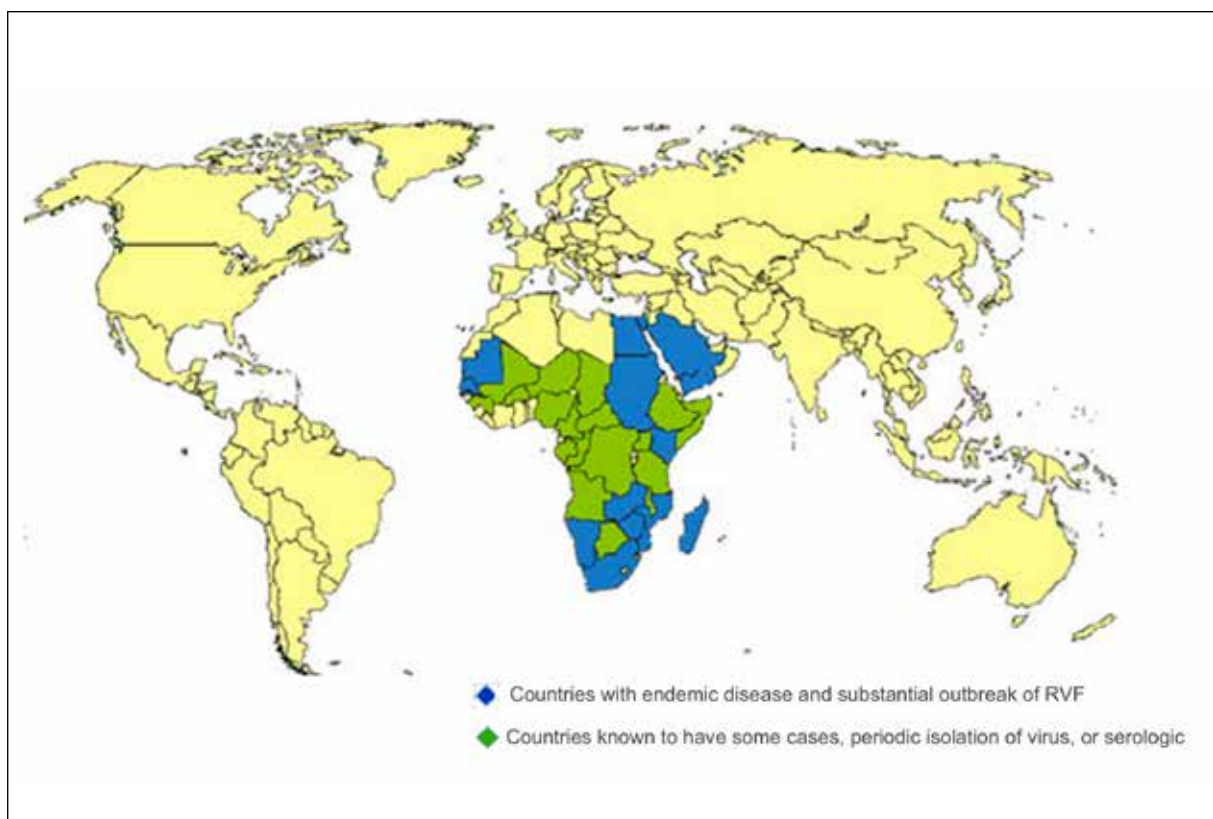 Countries with endemic disease and substantial outbreak of RVF
Countries known to have some cases, periodic isolation of virus, or serologic